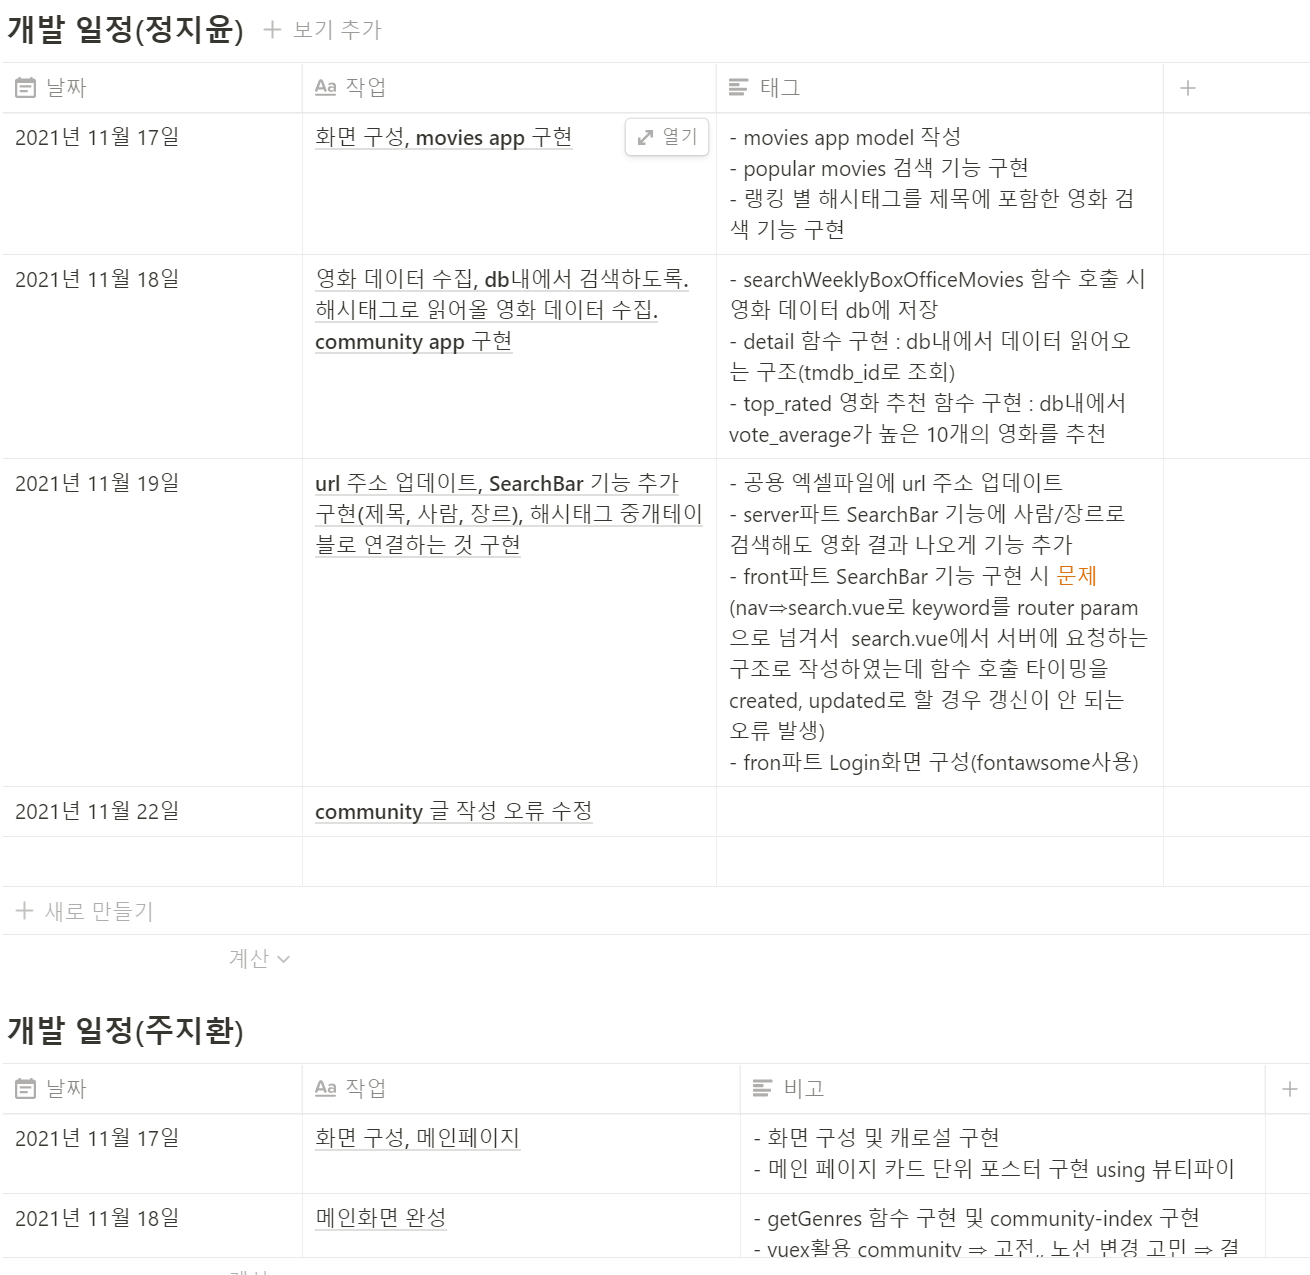 개발 일정(정지윤) + 보기 추가
날짜 Aa 작업 태그 +
2021년 11월 17일
화면 구성, movies app 구현
열기
- movies app model 작성
- popular movies 검색 기능 구현
- 랭킹 별 해시태그를 제목에 포함한 영화 검
색 기능 구현
2021년 11월 18일
영화 데이터 수집, db내에서 검색하도록.
해시태그로 읽어올 영화 데이터 수집.
community app 구현
- searchWeeklyBoxOfficeMovies 함수 호출 시
영화 데이터 db에 저장
- detail 함수 구현 : db내에서 데이터 읽어오
는 구조(tmdb_id로 조회)
- top_rated 영화 추천 함수 구현 : db내에서
vote_average가 높은 10개의 영화를 추천
2021년 11월 19일
url 주소 업데이트, SearchBar 기능 추가
구현(제목, 사람, 장르), 해시태그 중개테이
블로 연결하는 것 구현
- 공용 엑셀파일에 url 주소 업데이트
- server파트 SearchBar 기능에 사람/장르로
검색해도 영화 결과 나오게 기능 추가
- front파트 SearchBar 기능 구현 시 문제
(nav⇒search.vue로 keyword를 router param
으로 넘겨서 search.vue에서 서버에 요청하는
구조로 작성하였는데 함수 호출 타이밍을
created, updated로 할 경우 갱신이 안 되는
오류 발생)
- fron파트 Login화면 구성(fontawsome사용)
2021년 11월 22일
community 글 작성 오류 수정
+ 새로 만들기
계산
개발 일정(주지환)
날짜 Aa 작업 비고 +
2021년 11월 17일
화면 구성, 메인페이지
- 화면 구성 및 캐로설 구현
- 메인 페이지 카드 단위 포스터 구현 using 뷰티파이
2021년 11월 18일
메인화면 완성
- getGenres 함수 구현 및 community-index 구현
- vuex활용 community ⇒ 고전,, 노선 변경 고민 ⇒ 결